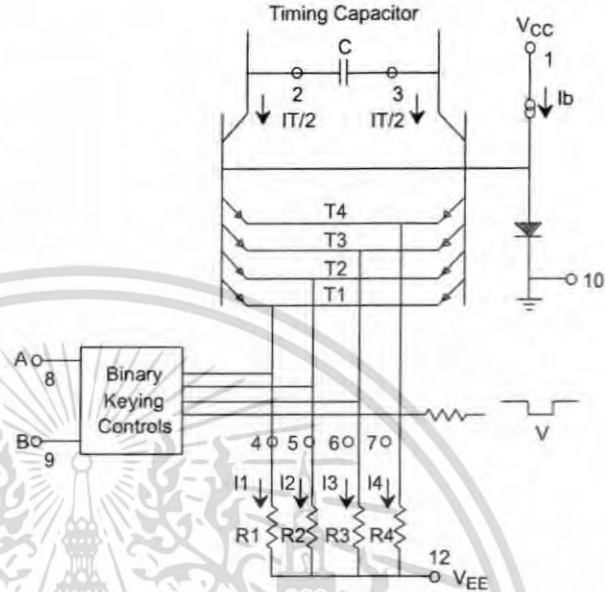 Timing Capacitor
VCC
C
1
2
3
Ib
IT/2
IT/2
T4
T3
T2
T1
10
A
8
Binary
Keying
Controls
B
9
4
5
6
7
V
I1
I2
I3
I4
R1
R2
R3
R4
12
VEE